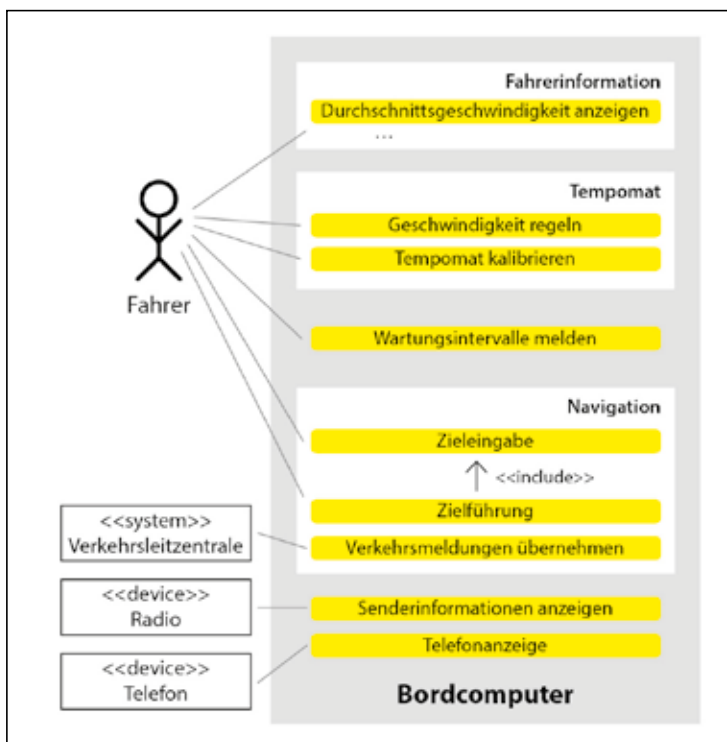 Fahrerinformation
Durchschnittsgeschwindigkeit anzeigen
...
Tempomat
Geschwindigkeit regeln
Tempomat kalibrieren
Fahrer
Wartungsintervalle melden
Navigation
Zieleingabe
<<include>>
Zielführung
<<system>>
Verkehrsleitzentrale
Verkehrsmeldungen übernehmen
<<device>>
Radio
Senderinformationen anzeigen
<<device>>
Telefon
Telefonanzeige
Bordcomputer